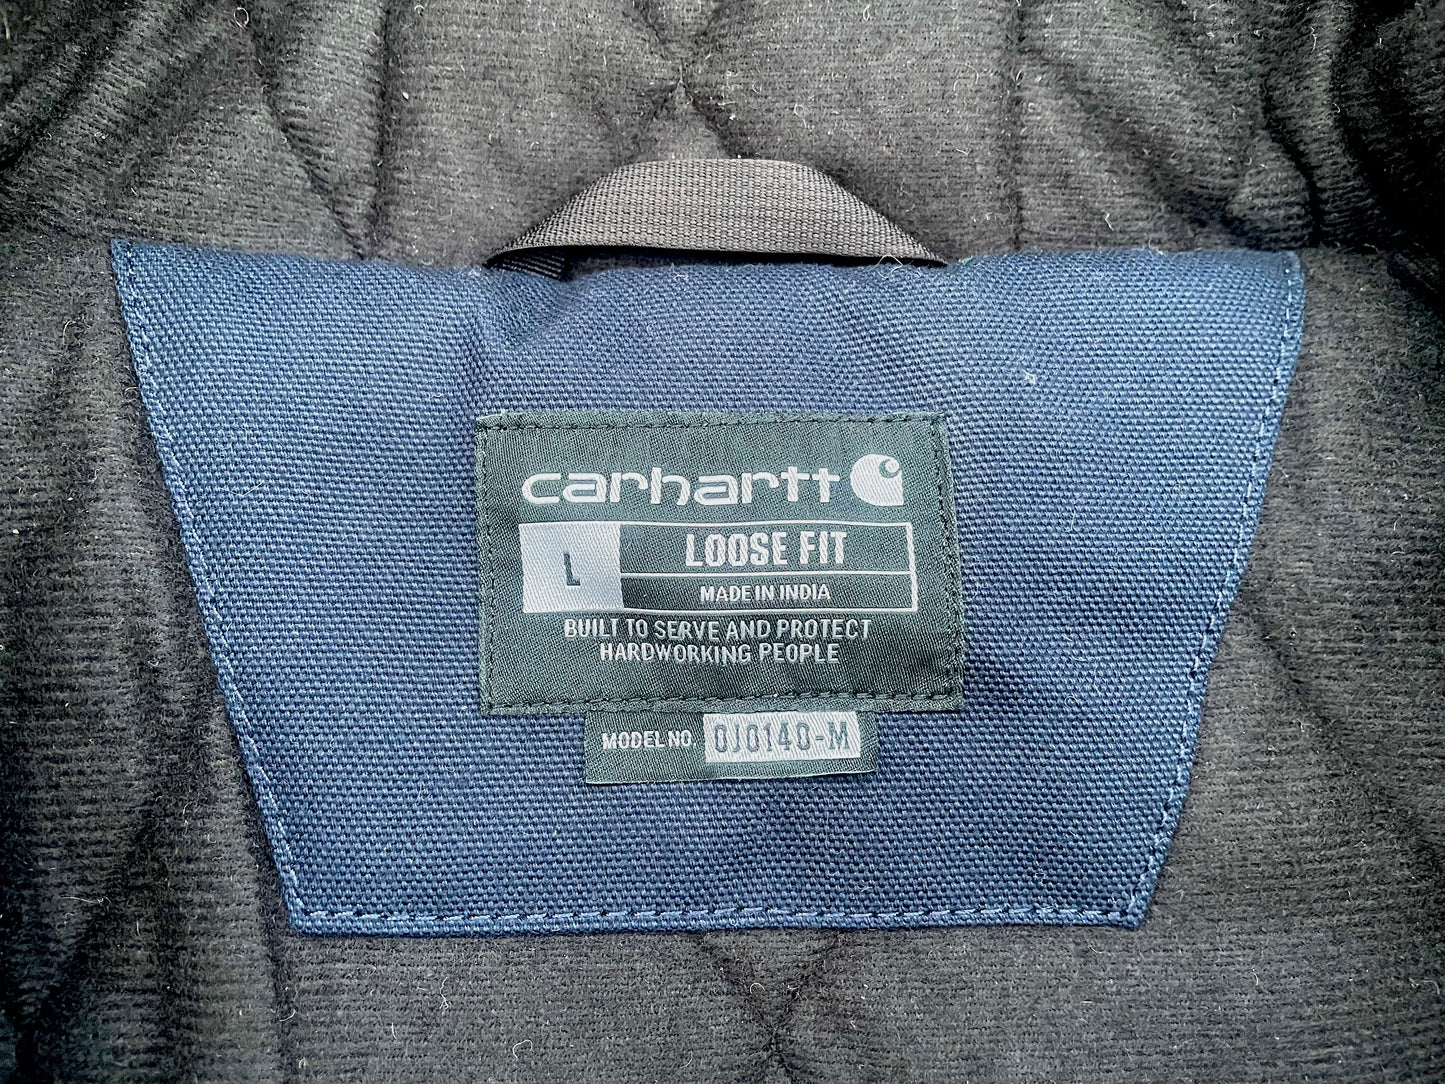 carhartt
L LOOSE FIT
MADE IN INDIA
BUILT TO SERVE AND PROTECT
HARDWORKING PEOPLE
MODEL NO. OJ0140-M